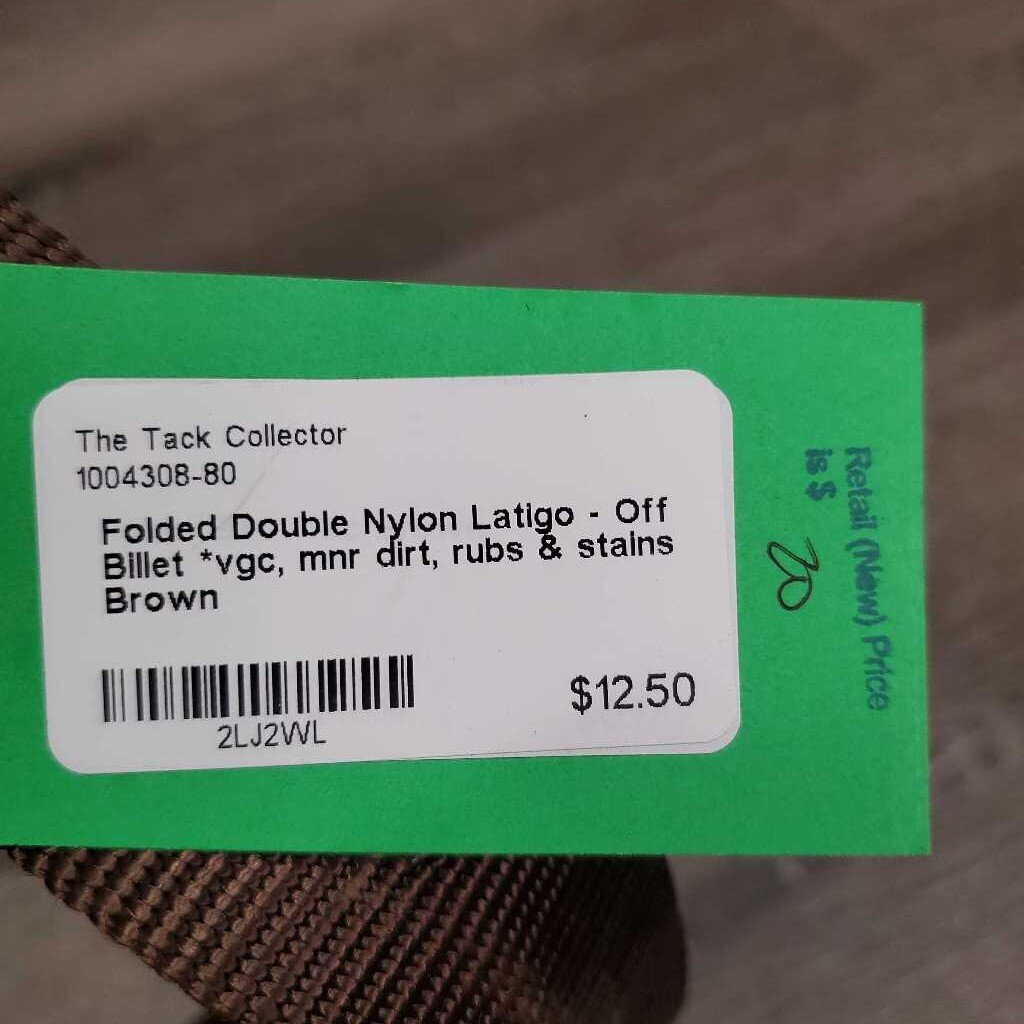 The Tack Collector
1004308-80
Folded Double Nylon Latigo - Off
Billet *vgc, mnr dirt, rubs & stains
Brown
2LJ2WL
$12.50
Retail (New) Price
is $
20